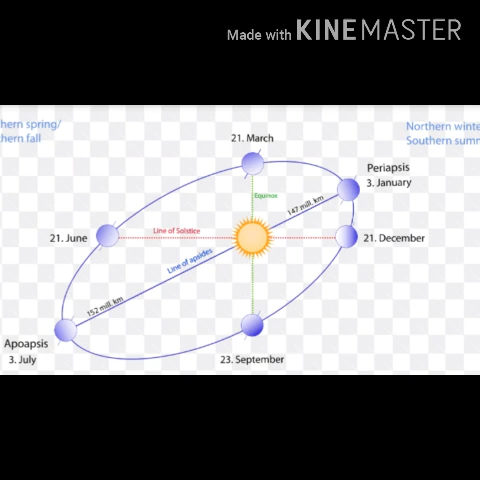 Made with KINEMASTER
hern spring/
hern fall
Northern winte
Southern summ
21. March
Periapsis
3. January
Equinox
147 mill. km
21. June
Line of Solstice
21. December
Line of apsides
152 mill. km
Apoapsis
3. July
23. September